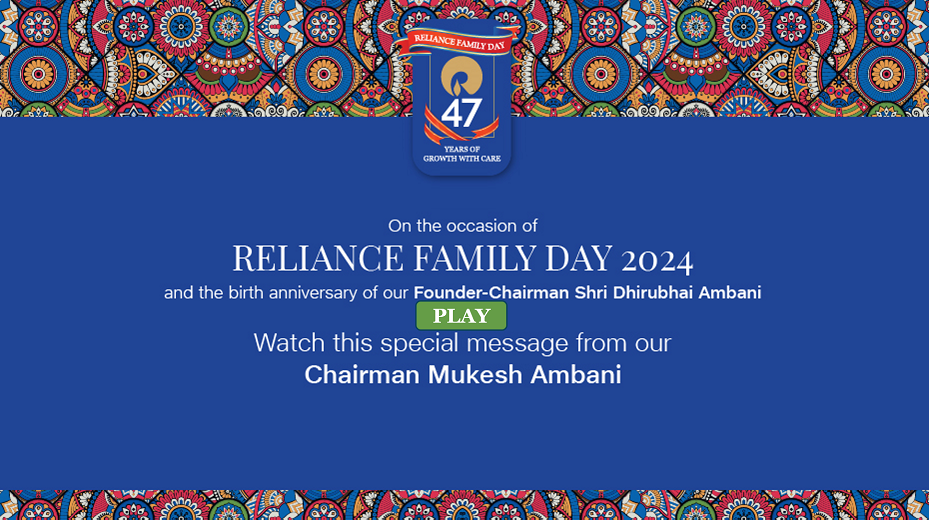 RELIANCE FAMILY DAY
47
YEARS OF
GROWTH WITH CARE
On the occasion of
RELIANCE FAMILY DAY 2024
and the birth anniversary of our Founder-Chairman Shri Dhirubhai Ambani
PLAY
Watch this special message from our
Chairman Mukesh Ambani